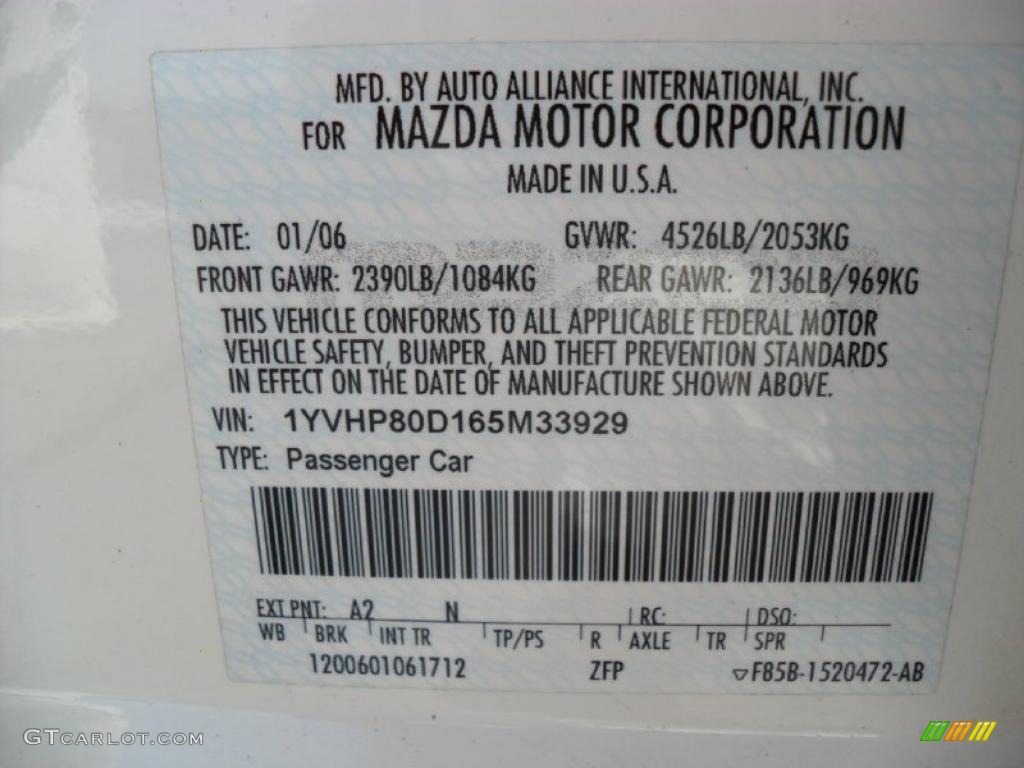 MFD. BY AUTO ALLIANCE INTERNATIONAL, INC.
FOR MAZDA MOTOR CORPORATION
MADE IN U.S.A.
DATE: 01/06 GVWR: 4526LB/2053KG
FRONT GAWR: 2390LB/1084KG REAR GAWR: 2136LB/969KG
THIS VEHICLE CONFORMS TO ALL APPLICABLE FEDERAL MOTOR
VEHICLE SAFETY, BUMPER, AND THEFT PREVENTION STANDARDS
IN EFFECT ON THE DATE OF MANUFACTURE SHOWN ABOVE.
VIN: 1YVHP80D165M33929
TYPE: Passenger Car
EXT PNT: A2 N RC: DSO:
WB BRK INT TR TP/PS R AXLE TR SPR
1200601061712 ZFP ▽F85B-1520472-AB
GTCARLOT.COM